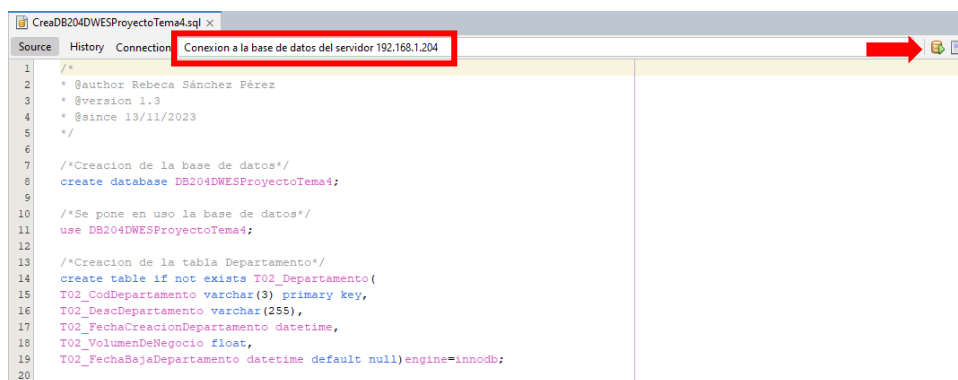 CreaDB204DWESProyectoTema4.sql
Source History Connection: Conexion a la base de datos del servidor 192.168.1.204
1 /*
2 * @author Rebeca Sánchez Pérez
3 * @version 1.3
4 * @since 13/11/2023
5 */
6
7 /*Creacion de la base de datos*/
8 create database DB204DWESProyectoTema4;
9
10 /*Se pone en uso la base de datos*/
11 use DB204DWESProyectoTema4;
12
13 /*Creacion de la tabla Departamento*/
14 create table if not exists T02_Departamento(
15 T02_CodDepartamento varchar(3) primary key,
16 T02_DescDepartamento varchar(255),
17 T02_FechaCreacionDepartamento datetime,
18 T02_VolumenDeNegocio float,
19 T02_FechaBajaDepartamento datetime default null)engine=innodb;
20